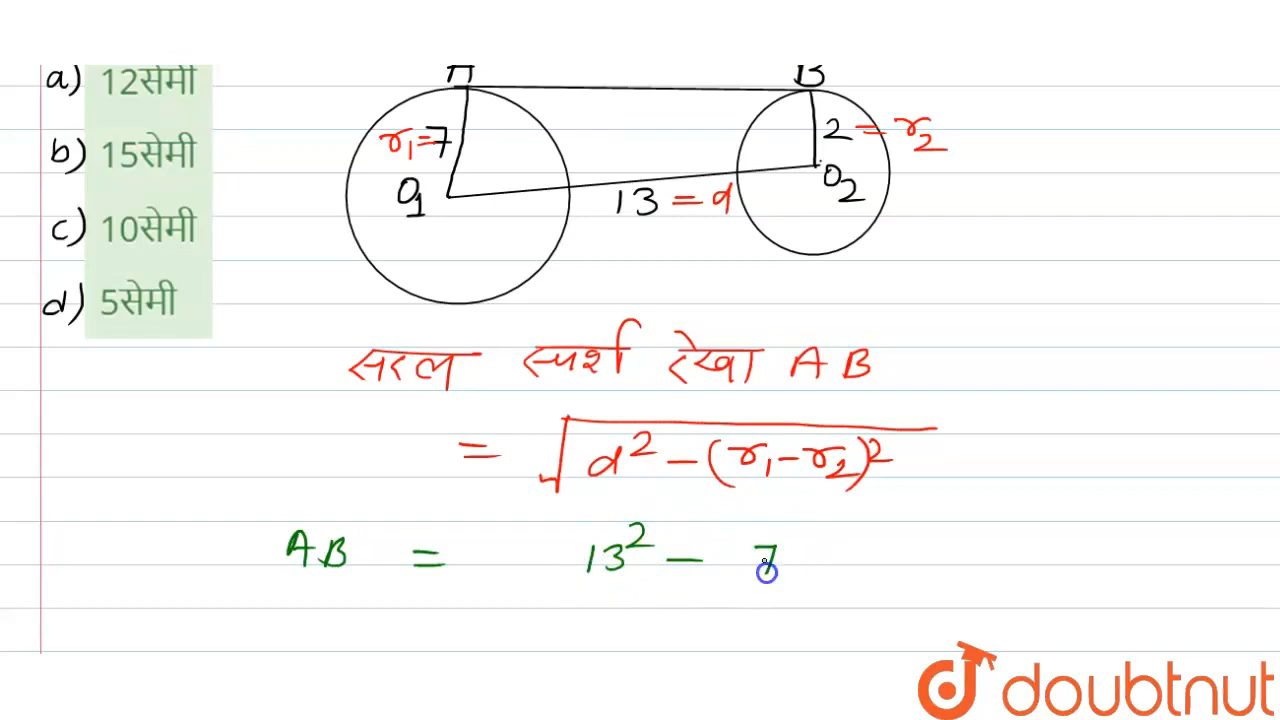 a) 12सेमी
b) 15सेमी
c) 10सेमी
d) 5सेमी
B
r₁=7
2 = r₂
O₁
13 = d
O₂
सरल स्पर्श रेखा AB
= √d² - (r₁-r₂)²
AB = 13² - 7
doubtnut